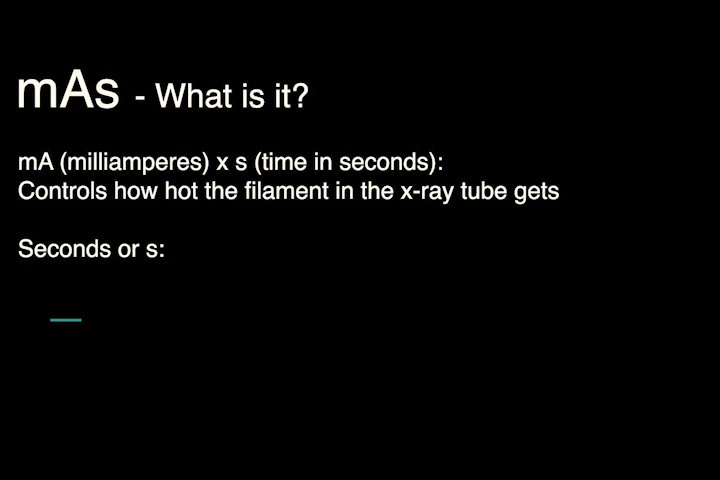 mAs - What is it?
mA (milliamperes) x s (time in seconds):
Controls how hot the filament in the x-ray tube gets
Seconds or s: